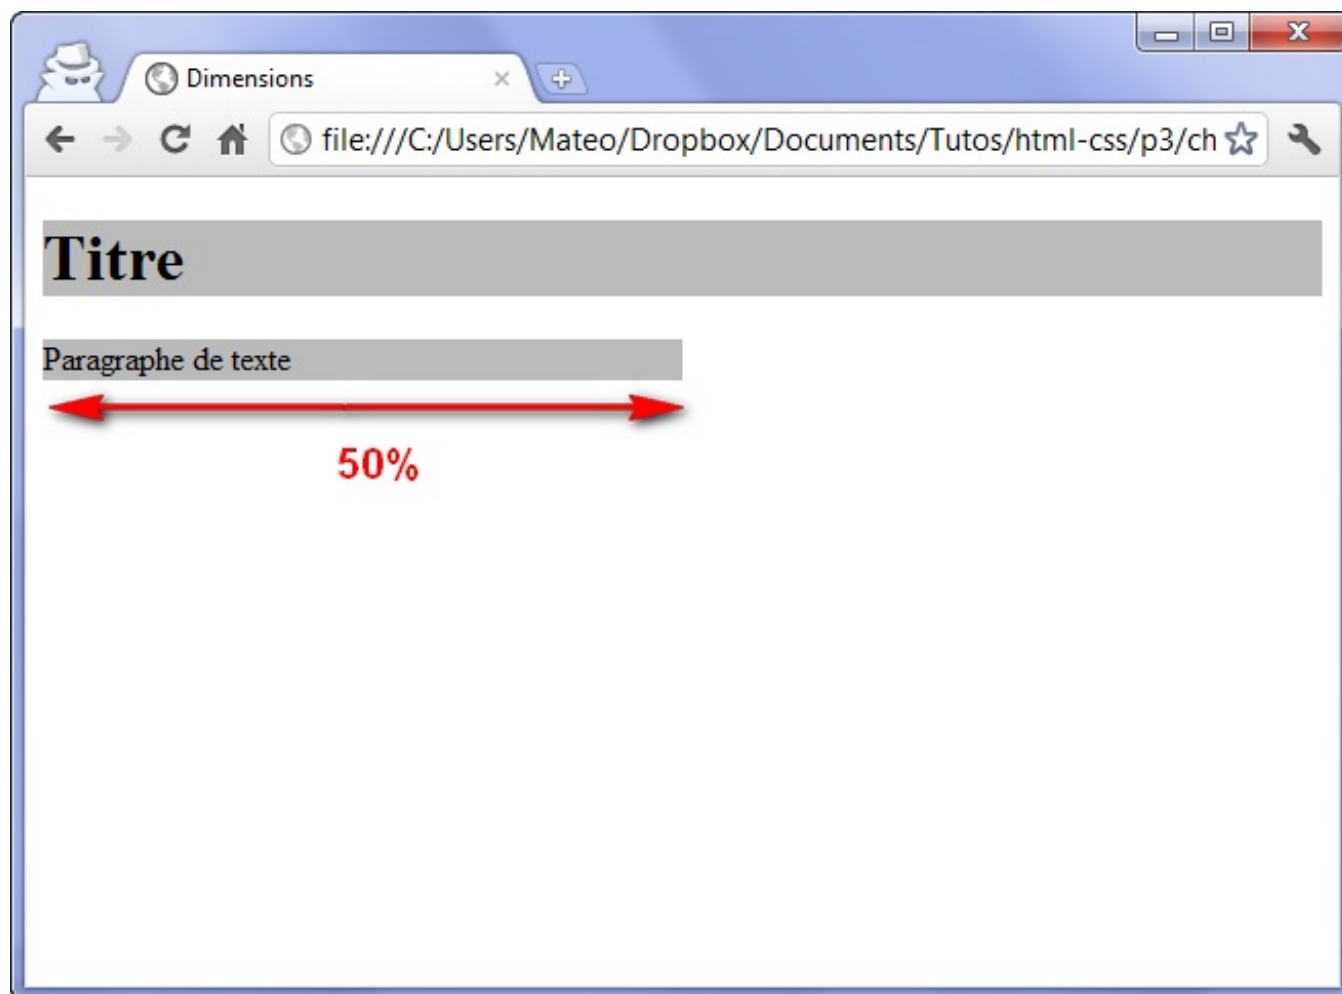 Dimensions
file:///C:/Users/Mateo/Dropbox/Documents/Tutos/html-css/p3/ch
Titre
Paragraphe de texte
50%